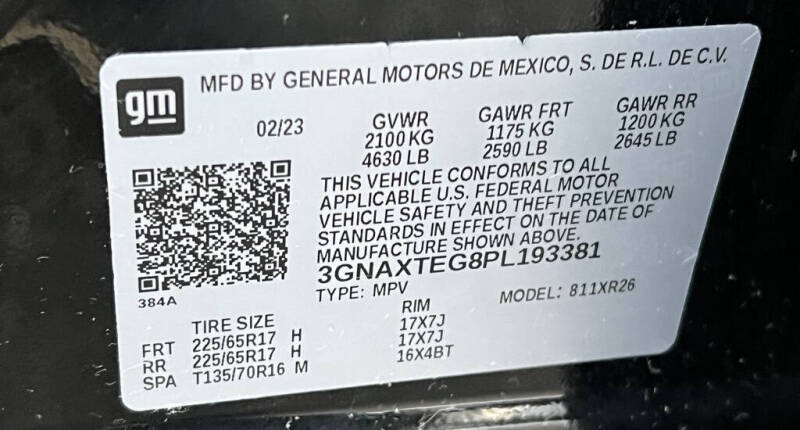 gm
MFD BY GENERAL MOTORS DE MEXICO, S. DE R.L. DE C.V.
02/23 GVWR GAWR FRT GAWR RR
2100 KG 1175 KG 1200 KG
4630 LB 2590 LB 2645 LB
THIS VEHICLE CONFORMS TO ALL
APPLICABLE U.S. FEDERAL MOTOR
VEHICLE SAFETY AND THEFT PREVENTION
STANDARDS IN EFFECT ON THE DATE OF
MANUFACTURE SHOWN ABOVE.
3GNAXTEG8PL193381
384A
TYPE: MPV MODEL: 811XR26
TIRE SIZE RIM
FRT 225/65R17 H 17X7J
RR 225/65R17 H 17X7J
SPA T135/70R16 M 16X4BT